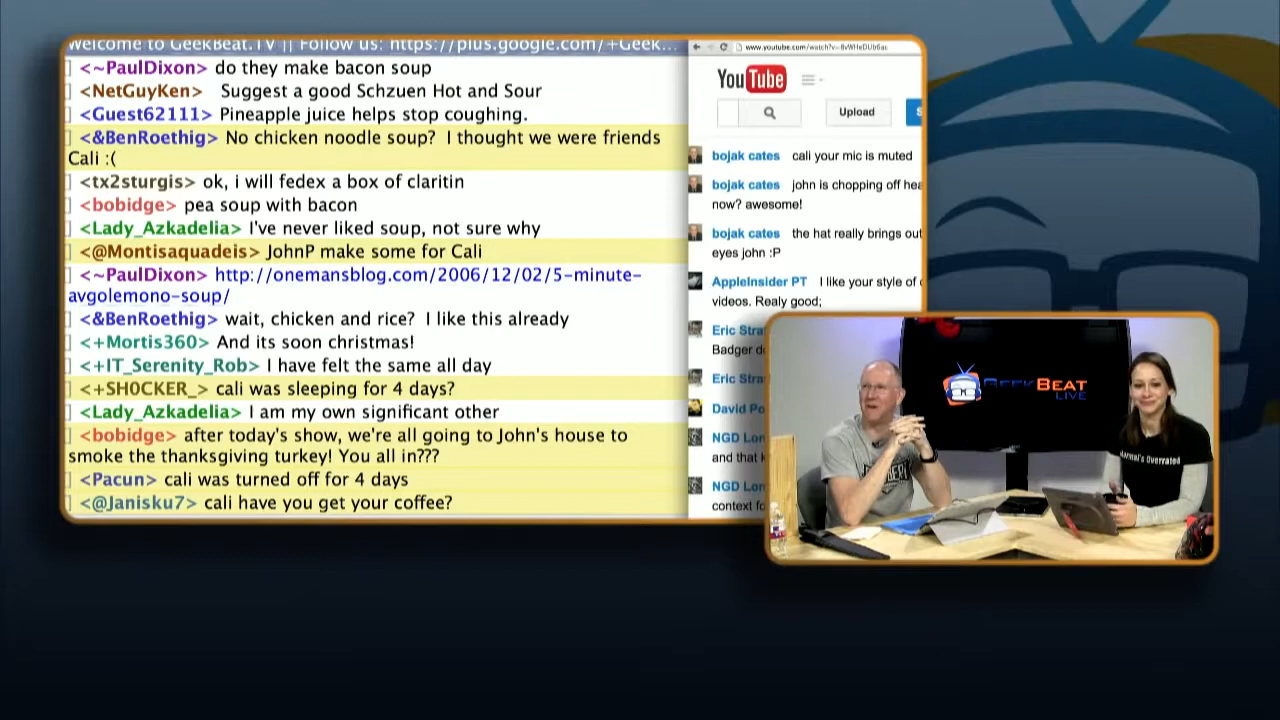 Welcome to GeekBeat.TV || Follow us: https://plus.google.com/+Geek...
<~PaulDixon> do they make bacon soup
<NetGuyKen> Suggest a good Schzuen Hot and Sour
<Guest62111> Pineapple juice helps stop coughing.
<&BenRoethig> No chicken noodle soup? I thought we were friends
Cali :(
<tx2sturgis> ok, i will fedex a box of claritin
<bobidge> pea soup with bacon
<Lady_Azkadelia> I've never liked soup, not sure why
<@Montisaquadeis> JohnP make some for Cali
<~PaulDixon> http://onemansblog.com/2006/12/02/5-minute-
avgolemono-soup/
<&BenRoethig> wait, chicken and rice? I like this already
<+Mortis360> And its soon christmas!
<+IT_Serenity_Rob> I have felt the same all day
<+SH0CKER_> cali was sleeping for 4 days?
<Lady_Azkadelia> I am my own significant other
<bobidge> after today's show, we're all going to John's house to
smoke the thanksgiving turkey! You all in???
<Pacun> cali was turned off for 4 days
<@Janisku7> cali have you get your coffee?
YouTube
Upload
S
bojak cates cali your mic is muted
bojak cates john is chopping off hea
now? awesome!
bojak cates the hat really brings out
eyes john :P
AppleInsider PT I like your style of
videos. Realy good;
Eric Stra
Badger d
Eric Stra
David Po
NGD Lon
and that
NGD Lon
context fo
GEEKBEAT
LIVE
Normal's Overrated